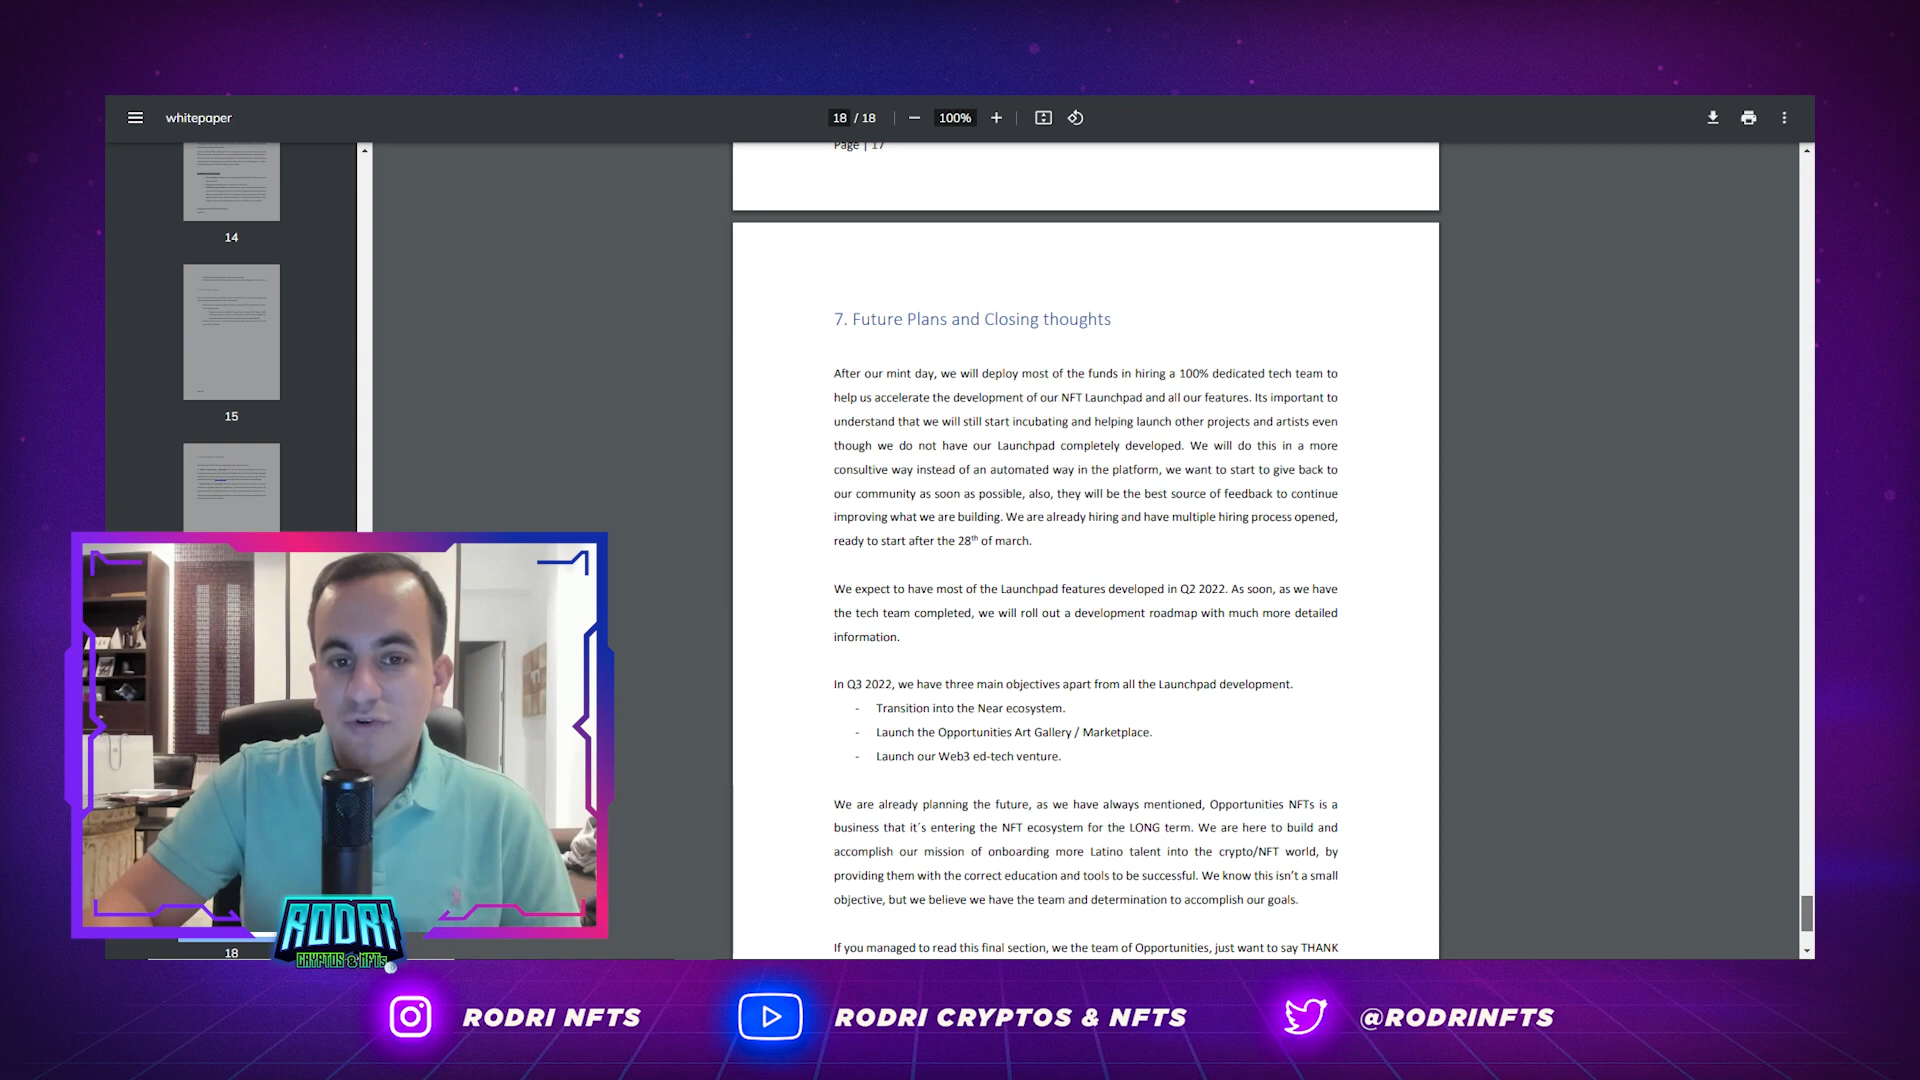 whitepaper
18 / 18
100%
Page | 17
14
15
18
7. Future Plans and Closing thoughts
After our mint day, we will deploy most of the funds in hiring a 100% dedicated tech team to
help us accelerate the development of our NFT Launchpad and all our features. Its important to
understand that we will still start incubating and helping launch other projects and artists even
though we do not have our Launchpad completely developed. We will do this in a more
consultive way instead of an automated way in the platform, we want to start to give back to
our community as soon as possible, also, they will be the best source of feedback to continue
improving what we are building. We are already hiring and have multiple hiring process opened,
ready to start after the 28th of march.
We expect to have most of the Launchpad features developed in Q2 2022. As soon, as we have
the tech team completed, we will roll out a development roadmap with much more detailed
information.
In Q3 2022, we have three main objectives apart from all the Launchpad development.
- Transition into the Near ecosystem.
- Launch the Opportunities Art Gallery / Marketplace.
- Launch our Web3 ed-tech venture.
We are already planning the future, as we have always mentioned, Opportunities NFTs is a
business that it´s entering the NFT ecosystem for the LONG term. We are here to build and
accomplish our mission of onboarding more Latino talent into the crypto/NFT world, by
providing them with the correct education and tools to be successful. We know this isn't a small
objective, but we believe we have the team and determination to accomplish our goals.
If you managed to read this final section, we the team of Opportunities, just want to say THANK
RODRI
CRYPTOS & NFTs
RODRI NFTS
RODRI CRYPTOS & NFTS
@RODRINFTS